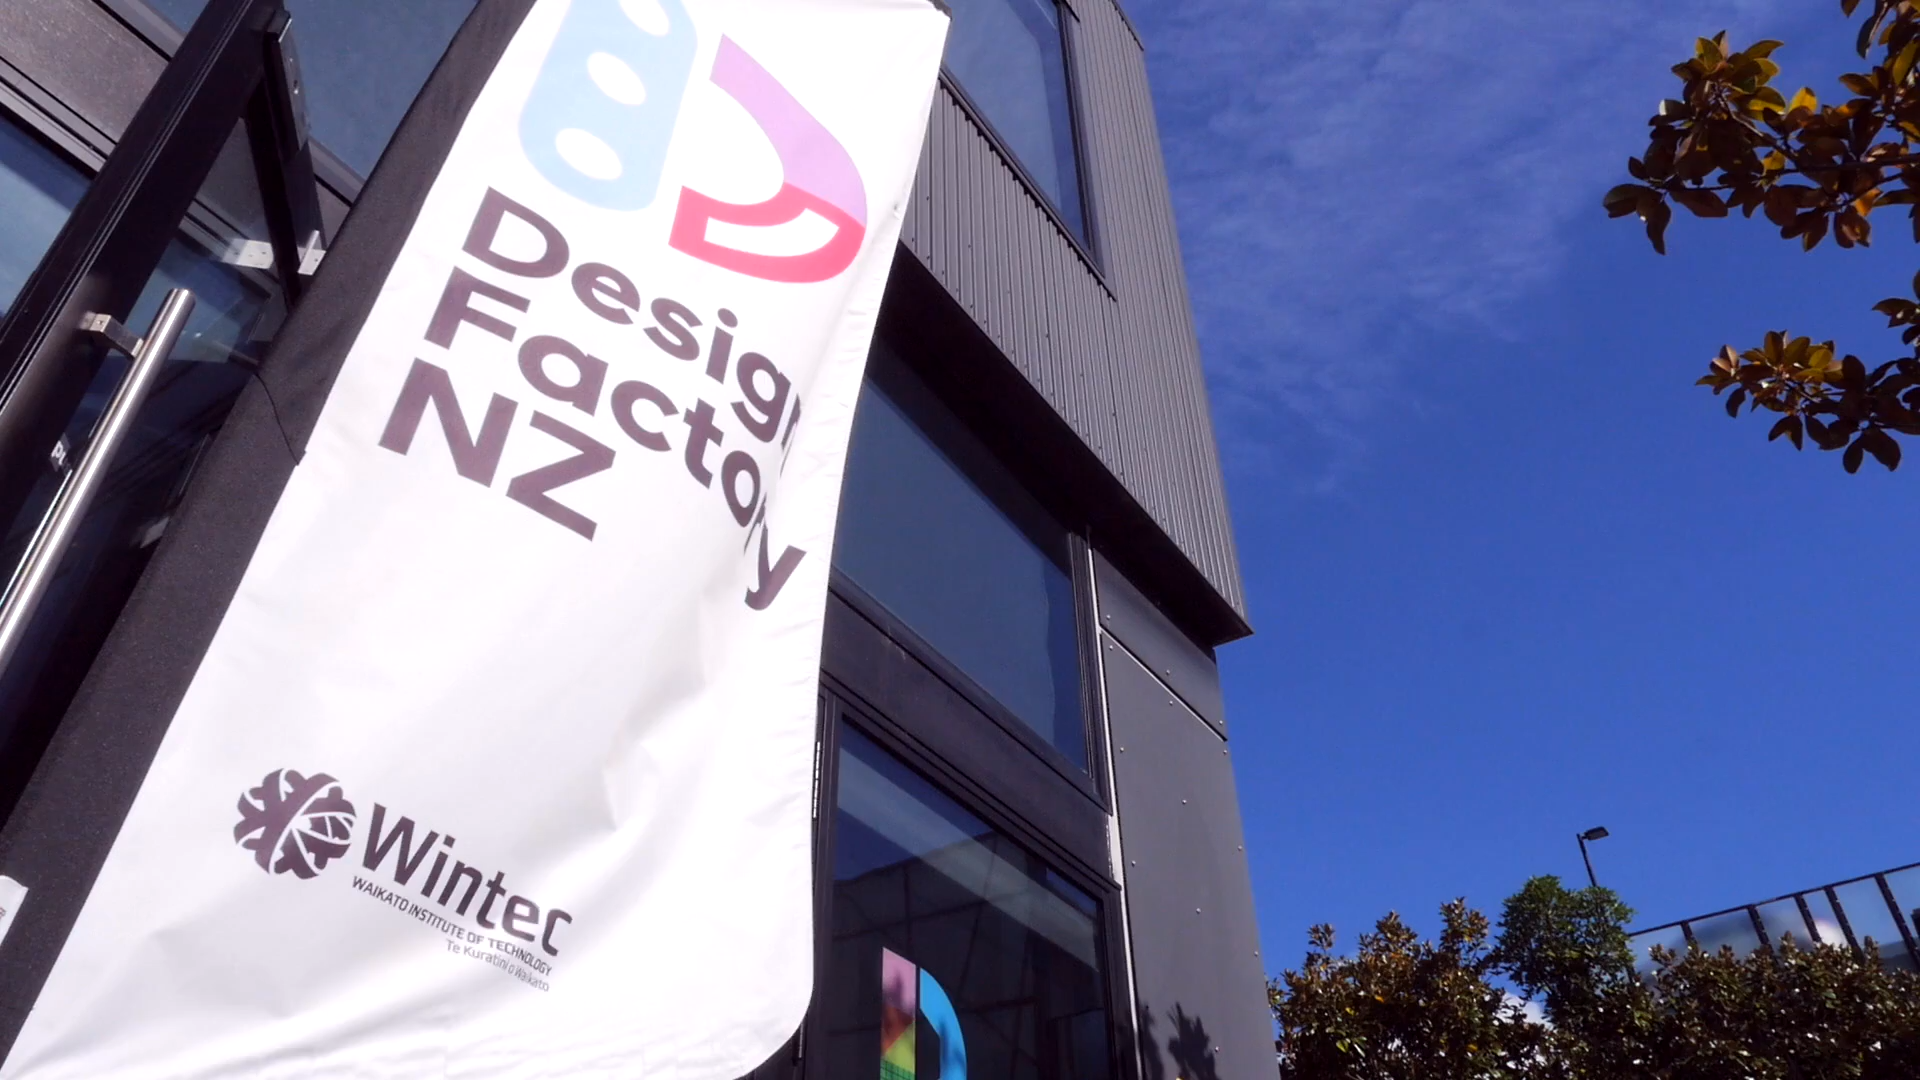 Design
Factory
NZ
Wintec
WAIKATO INSTITUTE OF TECHNOLOGY
Te Kuratini o Waikato